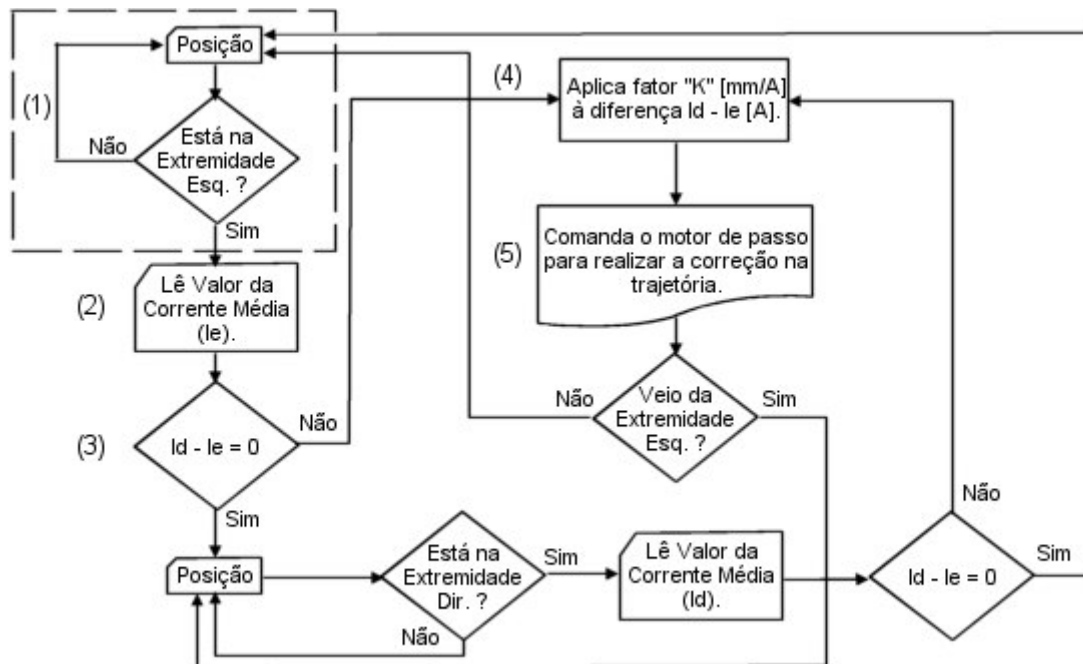 Posição
(1)
Não
Está na
Extremidade
Esq. ?
Sim
(2)
Lê Valor da
Corrente Média
(Ie).
(3)
Id - Ie = 0
Não
Sim
Posição
Está na
Extremidade
Dir. ?
Não
Sim
Lê Valor da
Corrente Média
(Id).
Id - Ie = 0
Não
Sim
(4)
Aplica fator "K" [mm/A]
à diferença Id - Ie [A].
(5)
Comanda o motor de passo
para realizar a correção na
trajetória.
Veio da
Extremidade
Esq. ?
Não
Sim